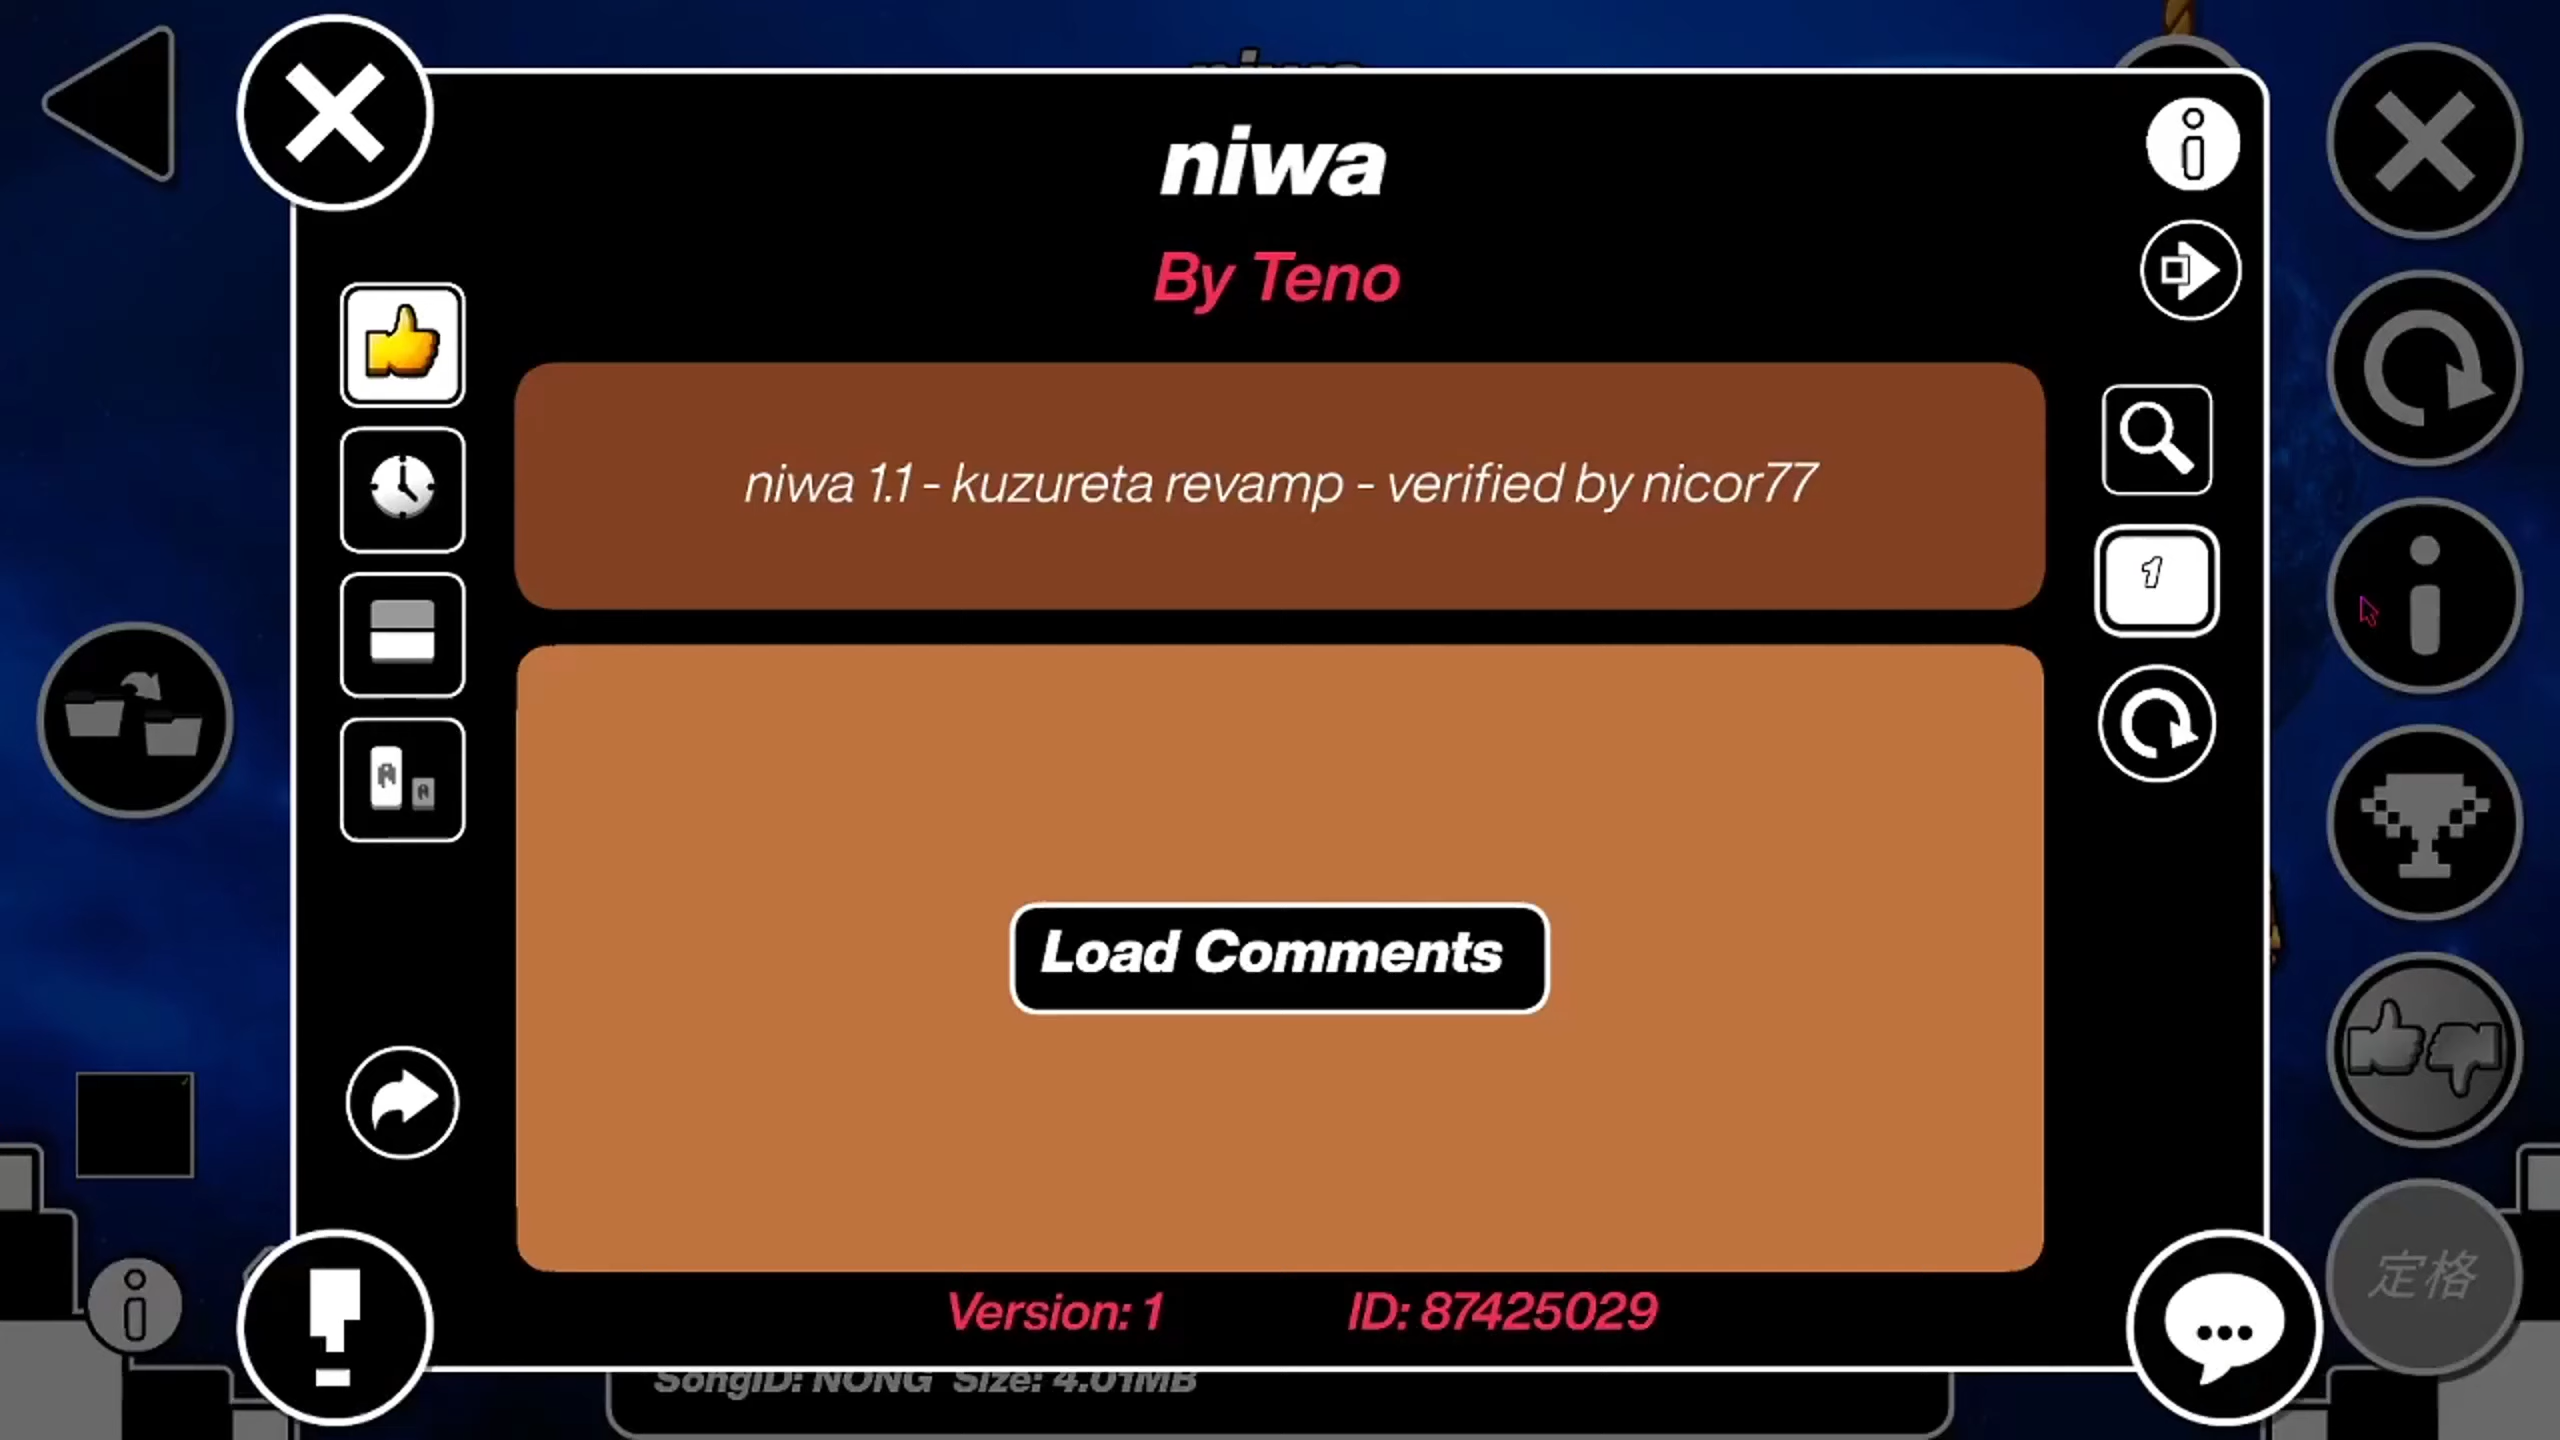 niwa
By Teno
niwa 1.1 - kuzureta revamp - verified by nicor77
1
Load Comments
Version: 1
ID: 87425029
定格
SongID: NONG Size: 4.01MB